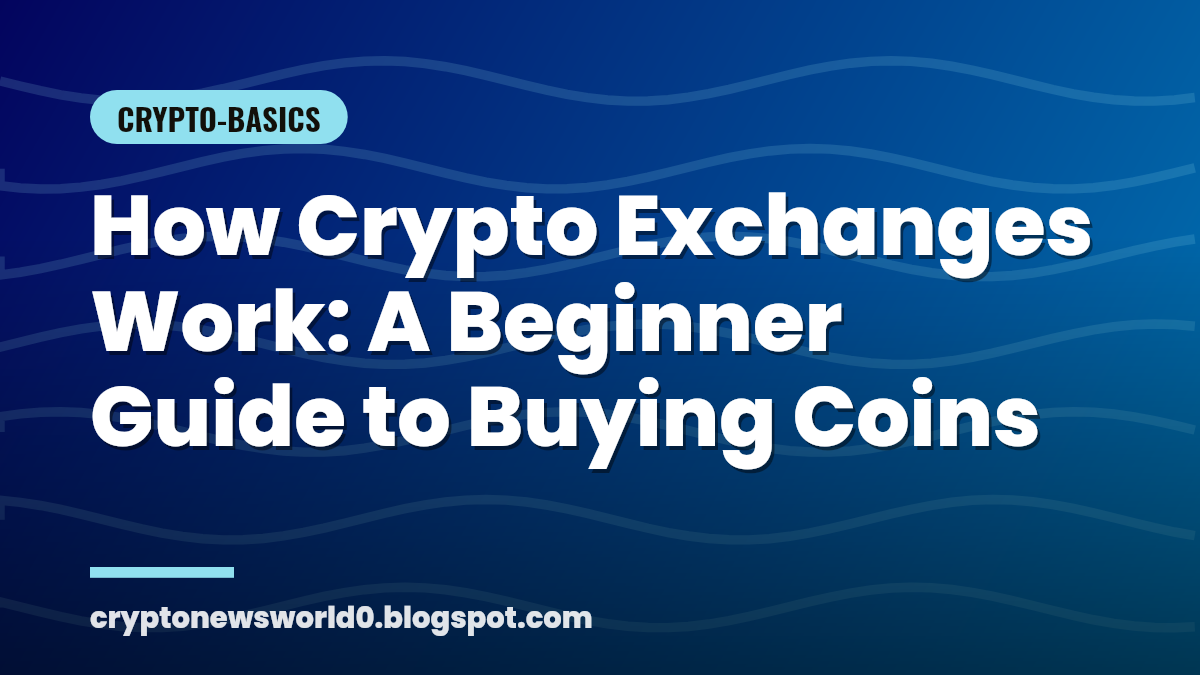 CRYPTO-BASICS
How Crypto Exchanges
Work: A Beginner
Guide to Buying Coins
cryptonewsworld0.blogspot.com